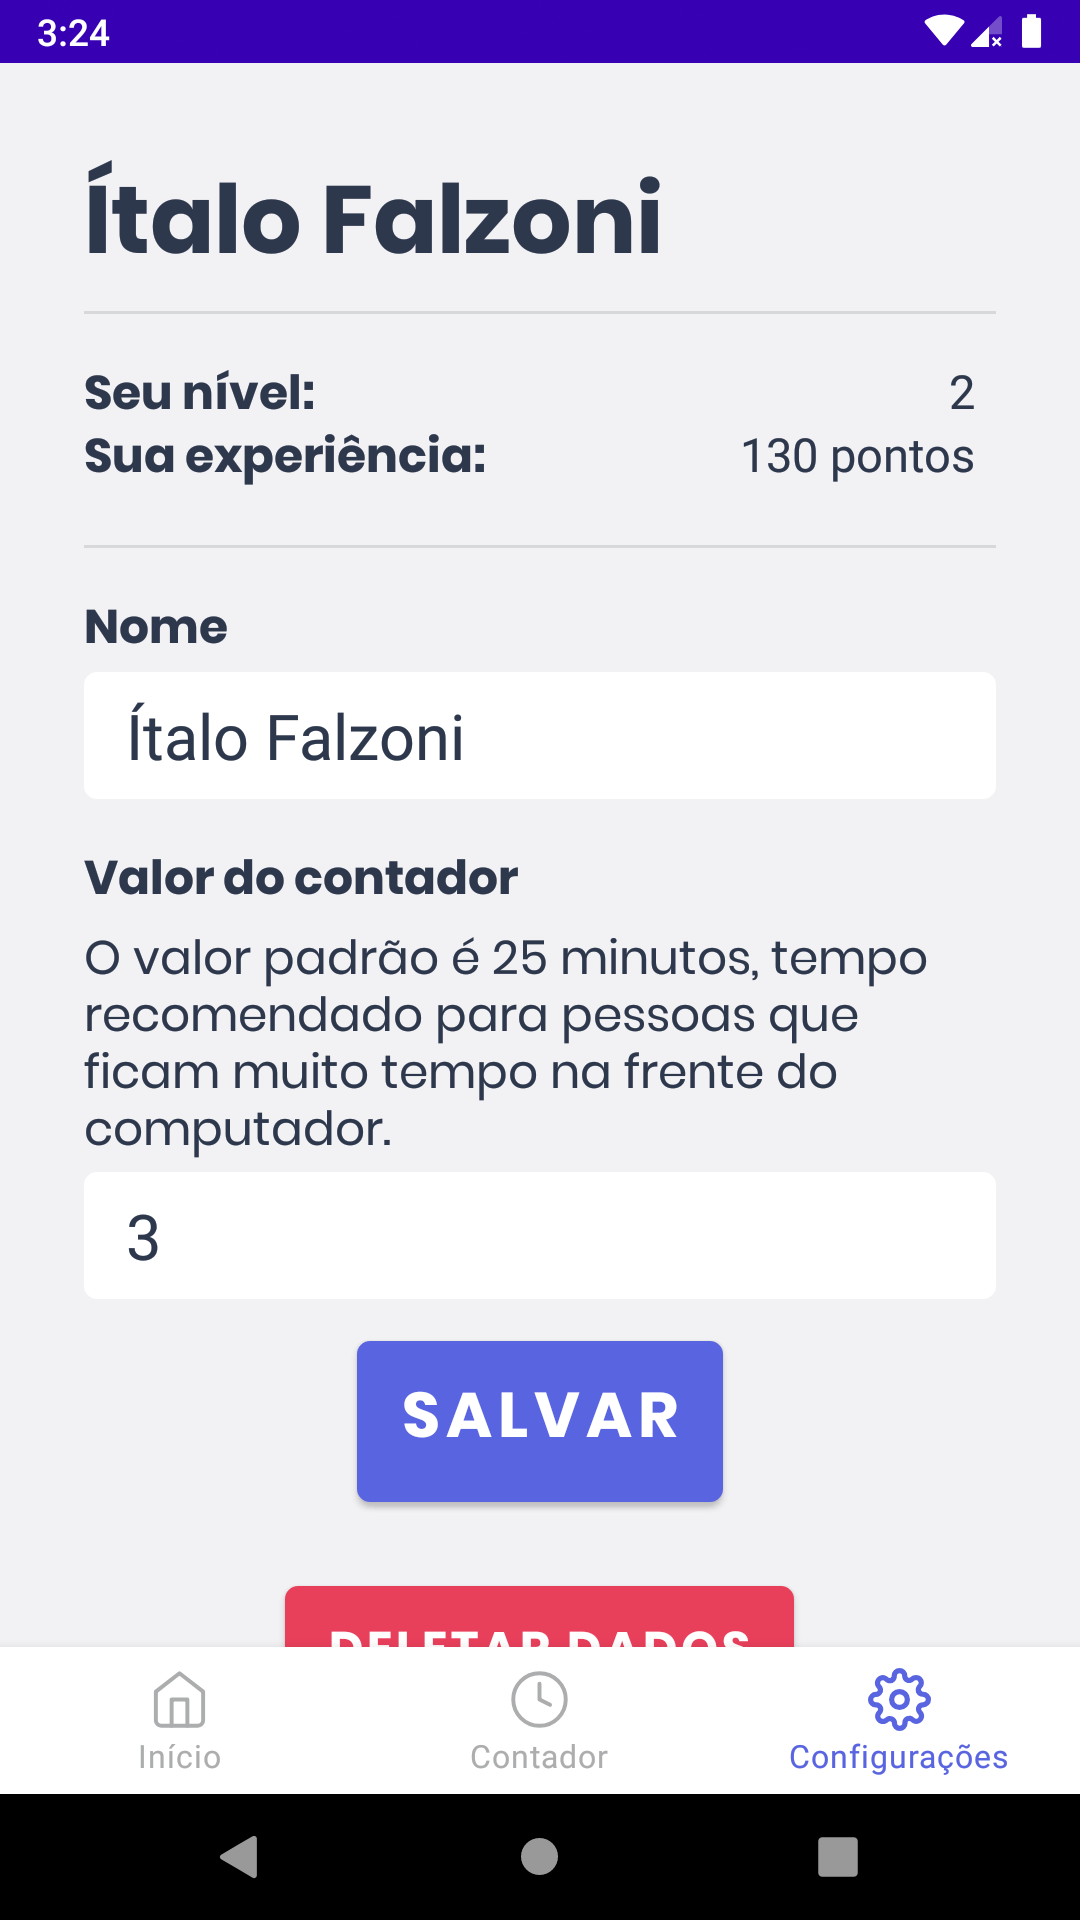 3:24
Ítalo Falzoni
Seu nível: 2
Sua experiência: 130 pontos
Nome
Ítalo Falzoni
Valor do contador
O valor padrão é 25 minutos, tempo
recomendado para pessoas que
ficam muito tempo na frente do
computador.
3
SALVAR
DELETAR DADOS
Início Contador Configurações